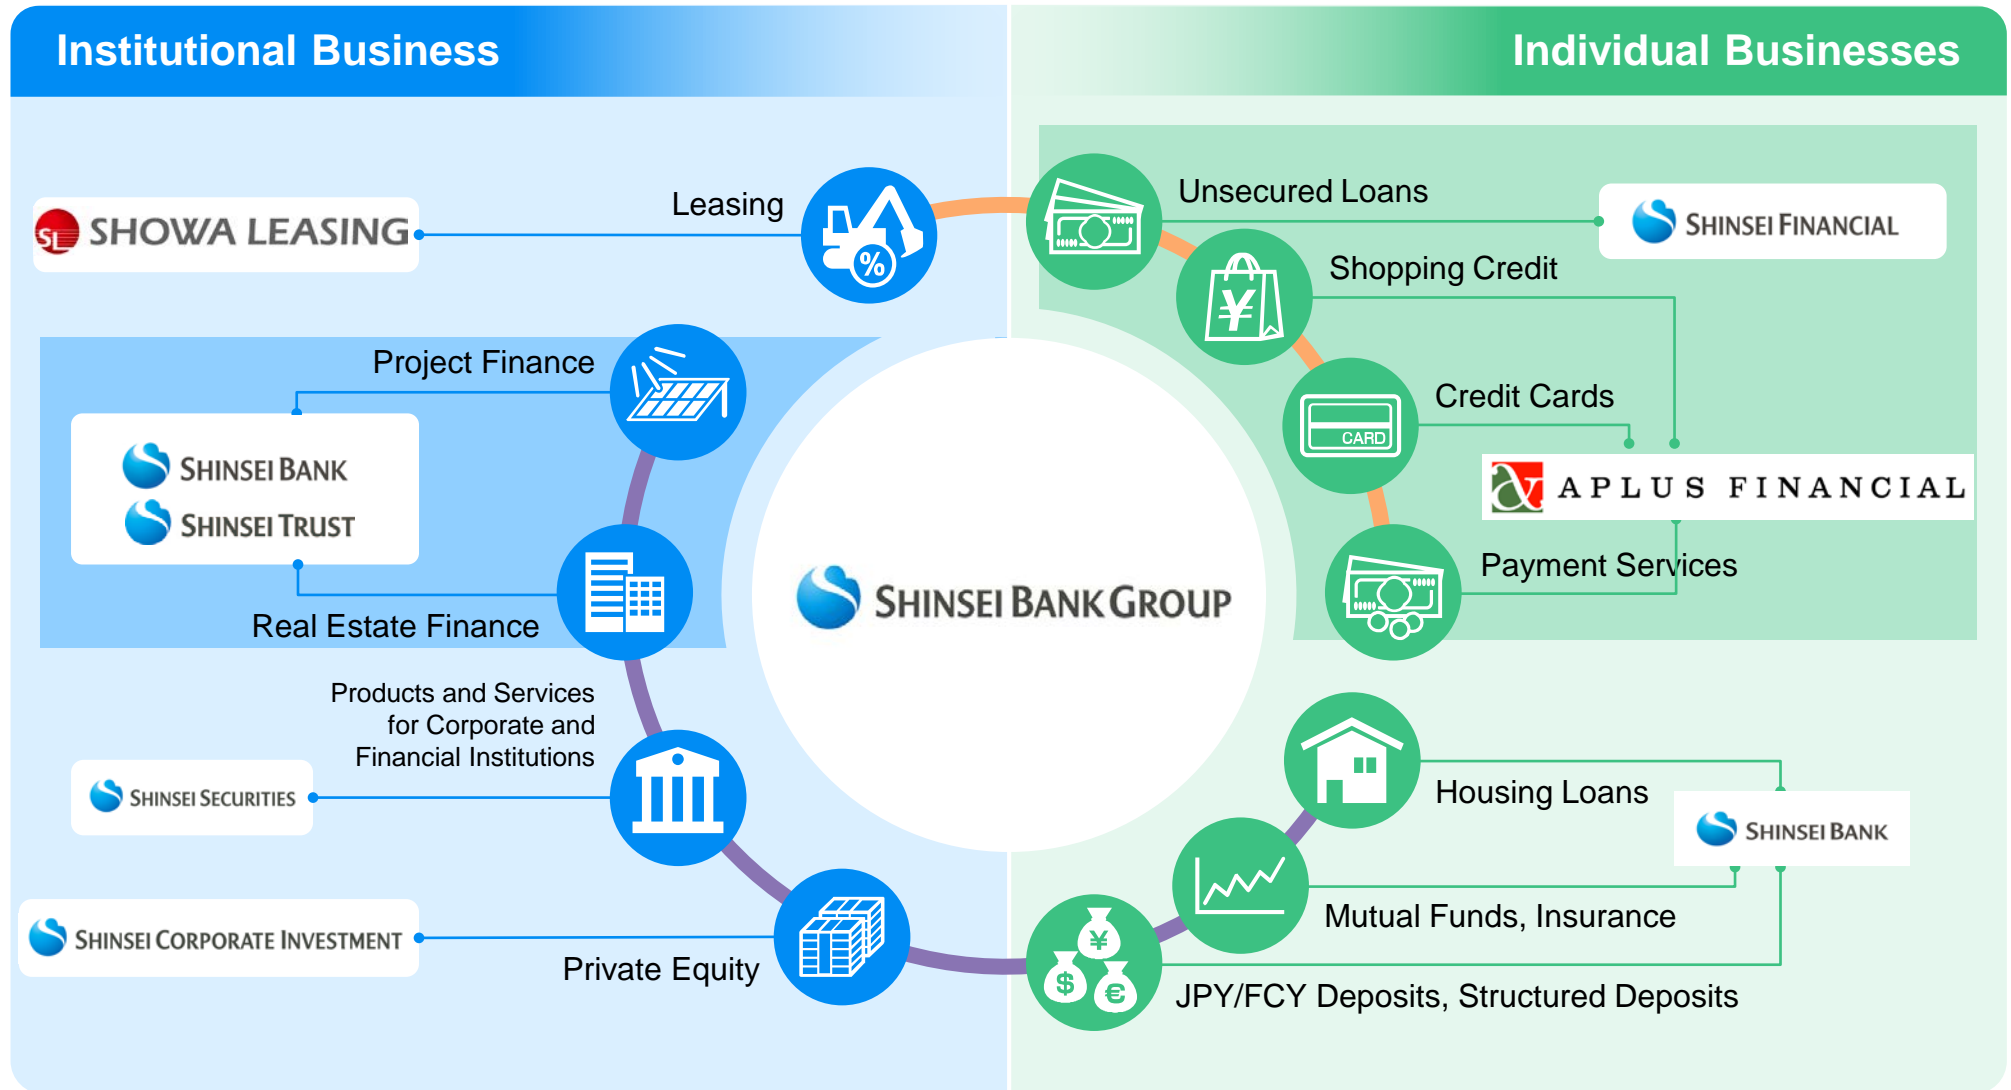 Institutional Business
Individual Businesses
SL SHOWA LEASING
Leasing
%
Project Finance
SHINSEI BANK
SHINSEI TRUST
Real Estate Finance
Products and Services
for Corporate and
Financial Institutions
SHINSEI SECURITIES
SHINSEI CORPORATE INVESTMENT
Private Equity
SHINSEI BANK GROUP
Unsecured Loans
SHINSEI FINANCIAL
Shopping Credit
¥
Credit Cards
CARD
APLUS FINANCIAL
Payment Services
Housing Loans
SHINSEI BANK
Mutual Funds, Insurance
¥
$ €
JPY/FCY Deposits, Structured Deposits